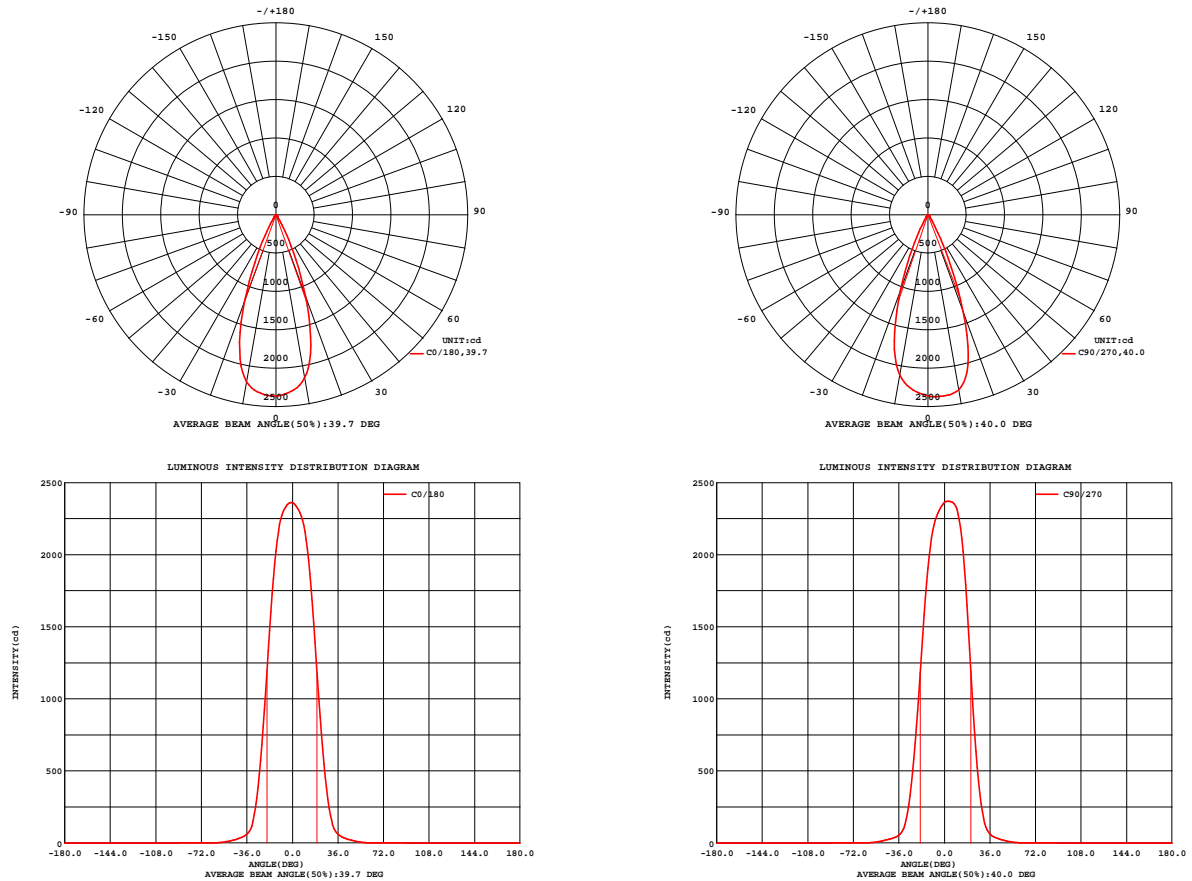 -/+180
-150 150
-120 120
-90 90
0
500
1000
1500
2000
2500
-60 60
-30 30
0
UNIT:cd
C0/180,39.7
AVERAGE BEAM ANGLE(50%):39.7 DEG
-/+180
-150 150
-120 120
-90 90
0
500
1000
1500
2000
2500
-60 60
-30 30
0
UNIT:cd
C90/270,40.0
AVERAGE BEAM ANGLE(50%):40.0 DEG
LUMINOUS INTENSITY DISTRIBUTION DIAGRAM
C0/180
INTENSITY(cd)
2500
2000
1500
1000
500
0
-180.0 -144.0 -108.0 -72.0 -36.0 0.0 36.0 72.0 108.0 144.0 180.0
ANGLE(DEG)
AVERAGE BEAM ANGLE(50%):39.7 DEG
LUMINOUS INTENSITY DISTRIBUTION DIAGRAM
C90/270
INTENSITY(cd)
2500
2000
1500
1000
500
0
-180.0 -144.0 -108.0 -72.0 -36.0 0.0 36.0 72.0 108.0 144.0 180.0
ANGLE(DEG)
AVERAGE BEAM ANGLE(50%):40.0 DEG